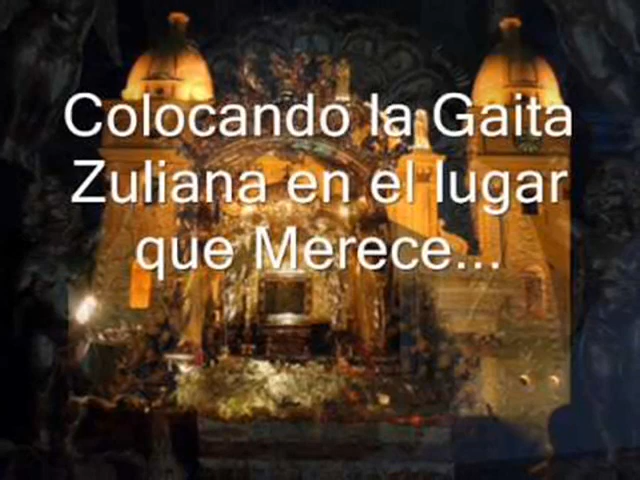 Colocando la Gaita
Zuliana en el lugar
que Merece...